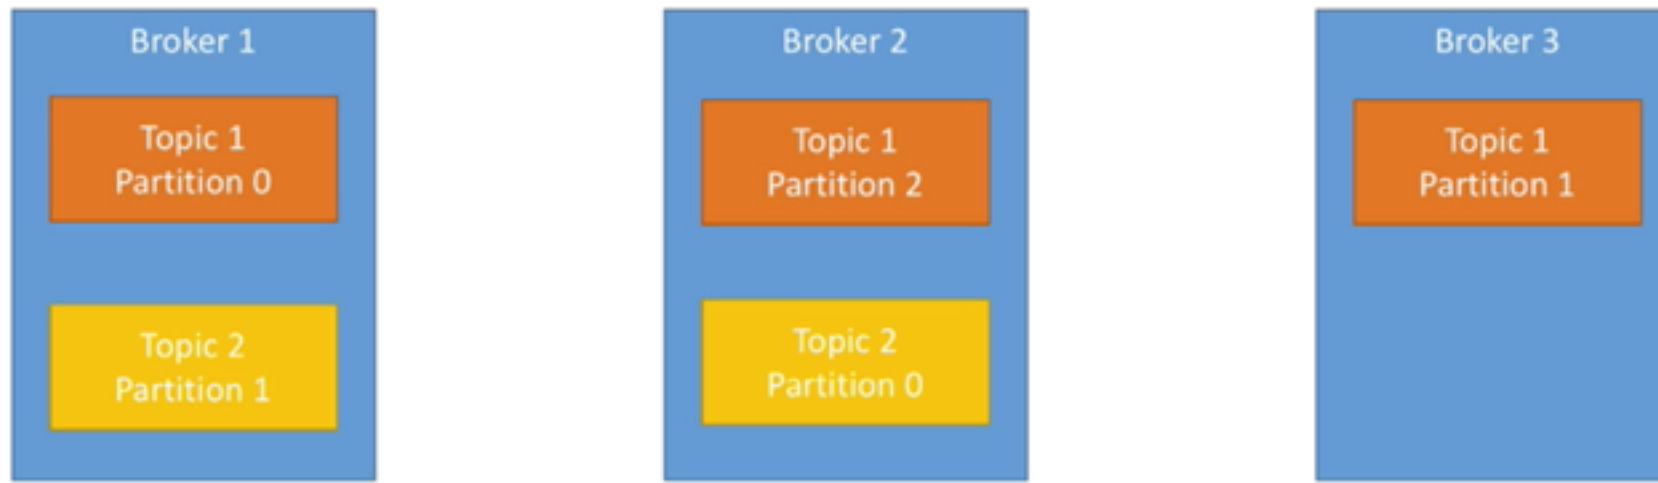 Broker 1
Topic 1
Partition 0
Topic 2
Partition 1
Broker 2
Topic 1
Partition 2
Topic 2
Partition 0
Broker 3
Topic 1
Partition 1